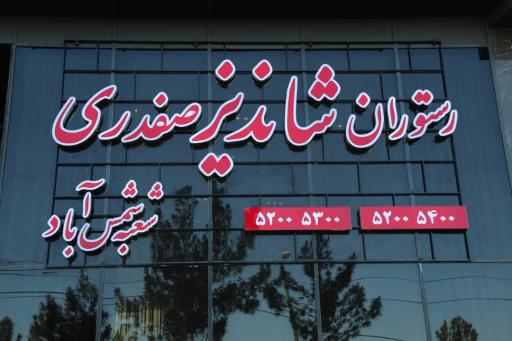 رستوران شاندیز صفدری
شعبه شمس آباد
۵۲۰۰ ۵۳۰۰ ۵۲۰۰ ۵۴۰۰